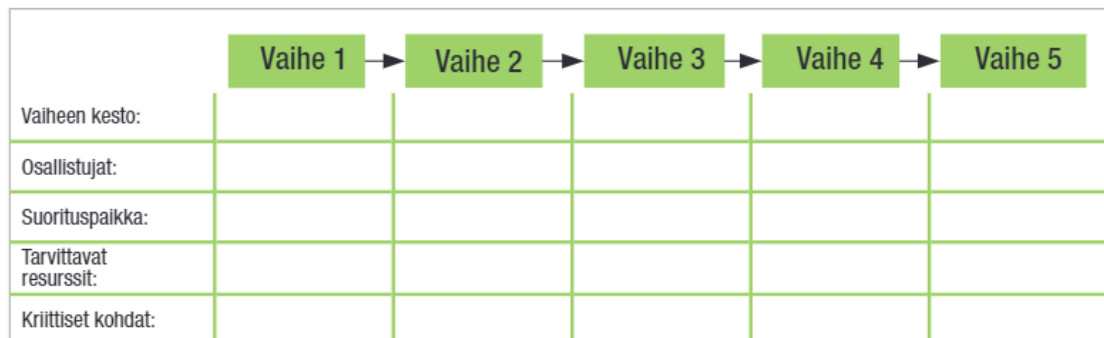 Vaihe 1
Vaihe 2
Vaihe 3
Vaihe 4
Vaihe 5
Vaiheen kesto:
Osallistujat:
Suorituspaikka:
Tarvittavat
resurssit:
Kriittiset kohdat: